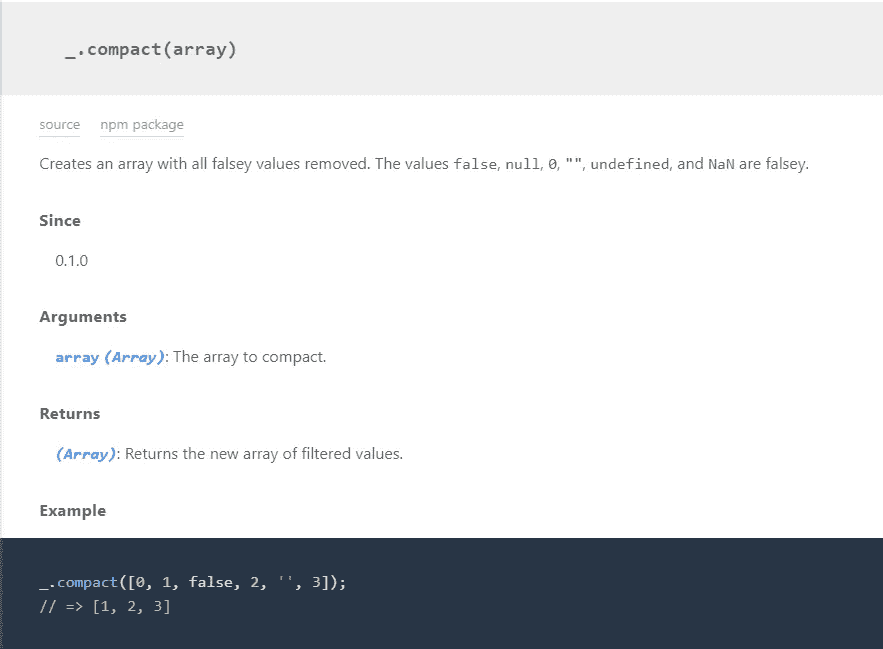 _.compact(array)
source npm package
Creates an array with all falsey values removed. The values false, null, 0, "", undefined, and NaN are falsey.
Since
0.1.0
Arguments
array (Array): The array to compact.
Returns
(Array): Returns the new array of filtered values.
Example
_.compact([0, 1, false, 2, '', 3]);
// => [1, 2, 3]